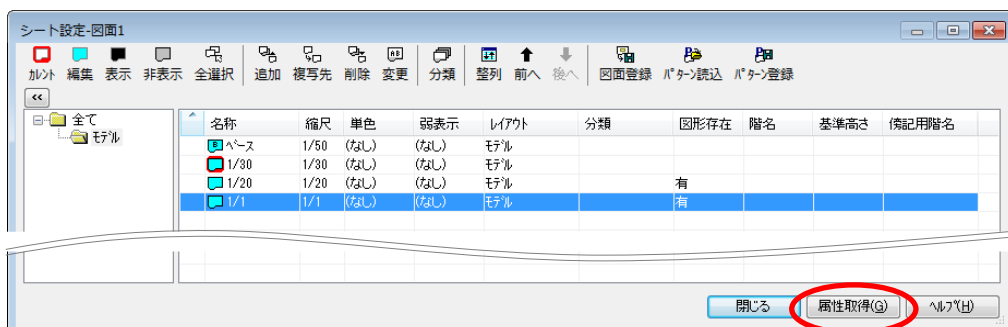 シート設定-図面1
ｶﾚﾝﾄ 編集 表示 非表示 全選択 追加 複写先 削除 変更 分類 整列 前へ 後へ 図面登録 ﾊﾟﾀｰﾝ読込 ﾊﾟﾀｰﾝ登録
<<
全て
ﾓﾃﾞﾙ
名称 縮尺 単色 弱表示 ﾚｲｱｳﾄ 分類 図形存在 階名 基準高さ 傍記用階名
B ﾍﾞｰｽ 1/50 (なし) (なし) ﾓﾃﾞﾙ
1/30 1/30 (なし) (なし) ﾓﾃﾞﾙ
1/20 1/20 (なし) (なし) ﾓﾃﾞﾙ 有
1/1 1/1 (なし) (なし) ﾓﾃﾞﾙ 有
閉じる 属性取得(G) ﾍﾙﾌﾟ(H)